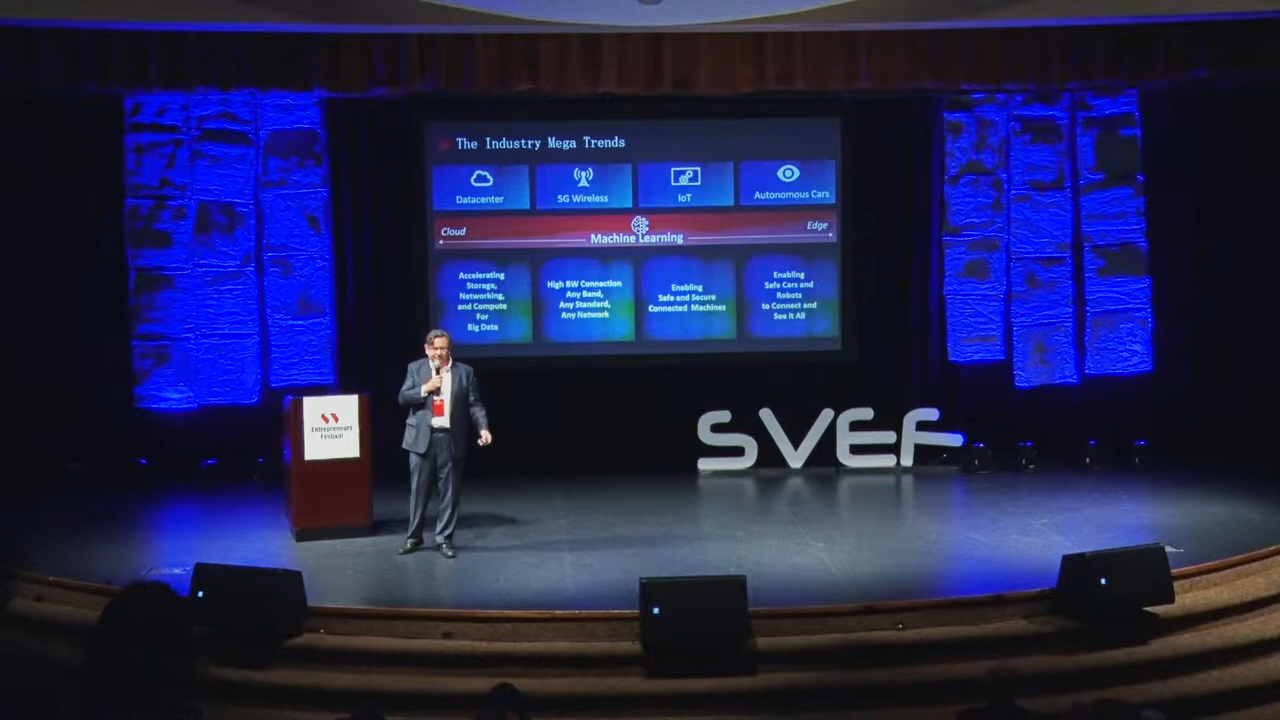 The Industry Mega Trends
Datacenter
5G Wireless
IoT
Autonomous Cars
Cloud
Edge
Machine Learning
Accelerating
Storage,
Networking,
and Compute
For
Big Data
High BW Connection
Any Band,
Any Standard,
Any Network
Enabling
Safe and Secure
Connected Machines
Enabling
Safe Cars and
Robots
to Connect and
See it All
Entrepreneurs
Festival
SVEF